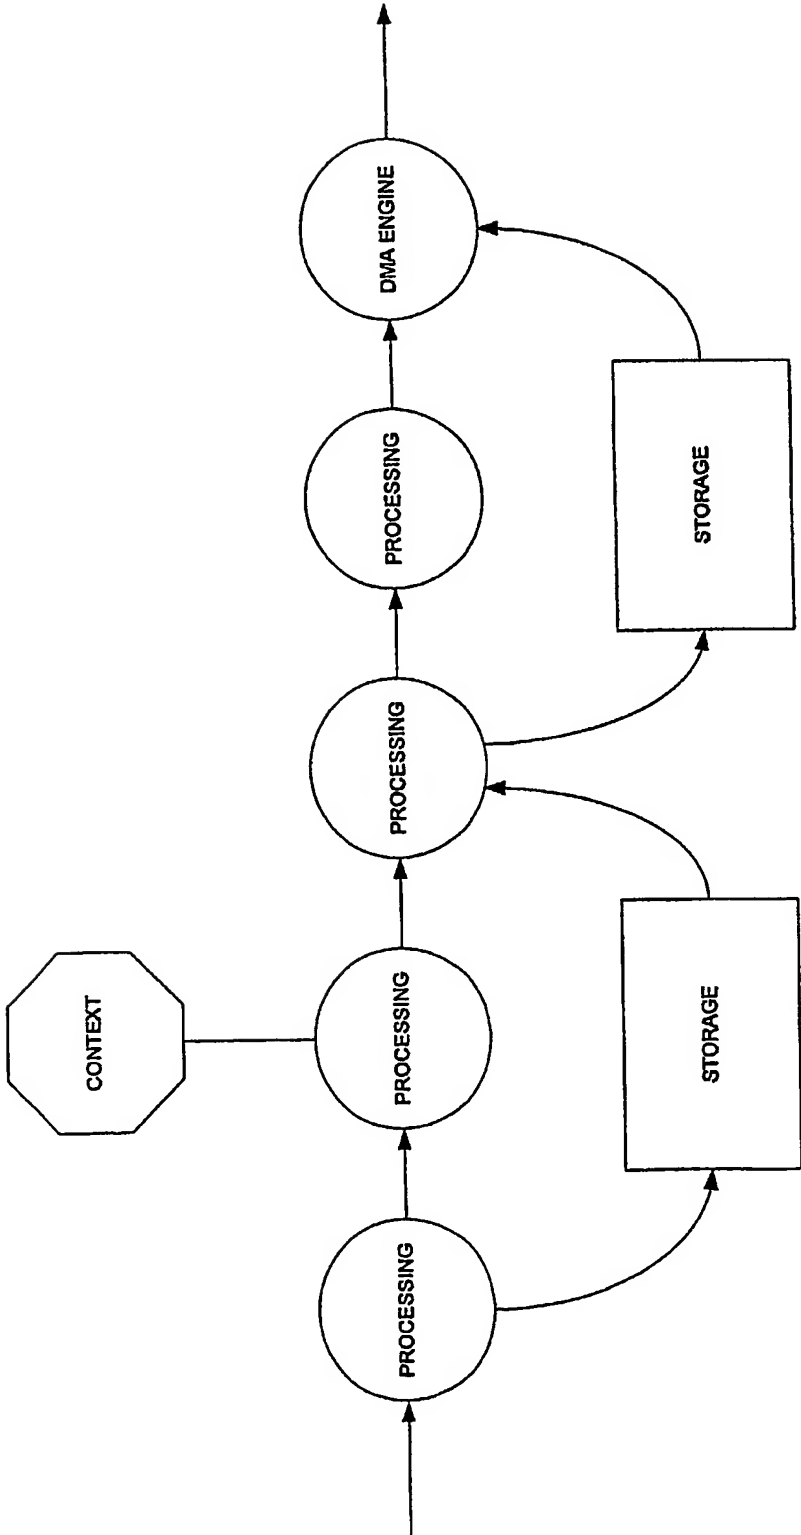 CONTEXT
PROCESSING
PROCESSING
PROCESSING
PROCESSING
DMA ENGINE
STORAGE
STORAGE